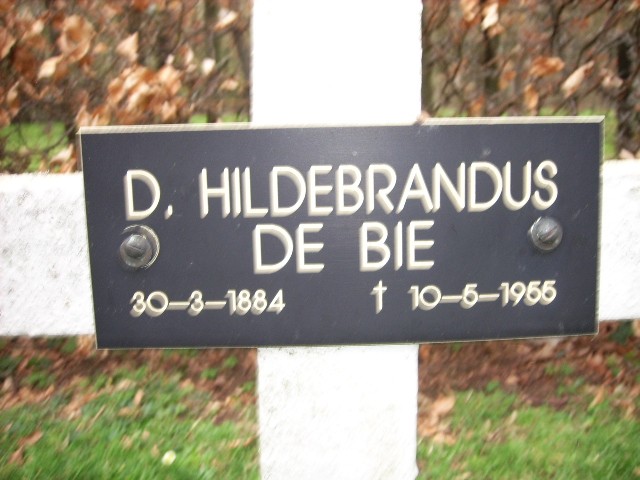 D. HILDEBRANDUS
DE BIE
30-3-1884 † 10-5-1955